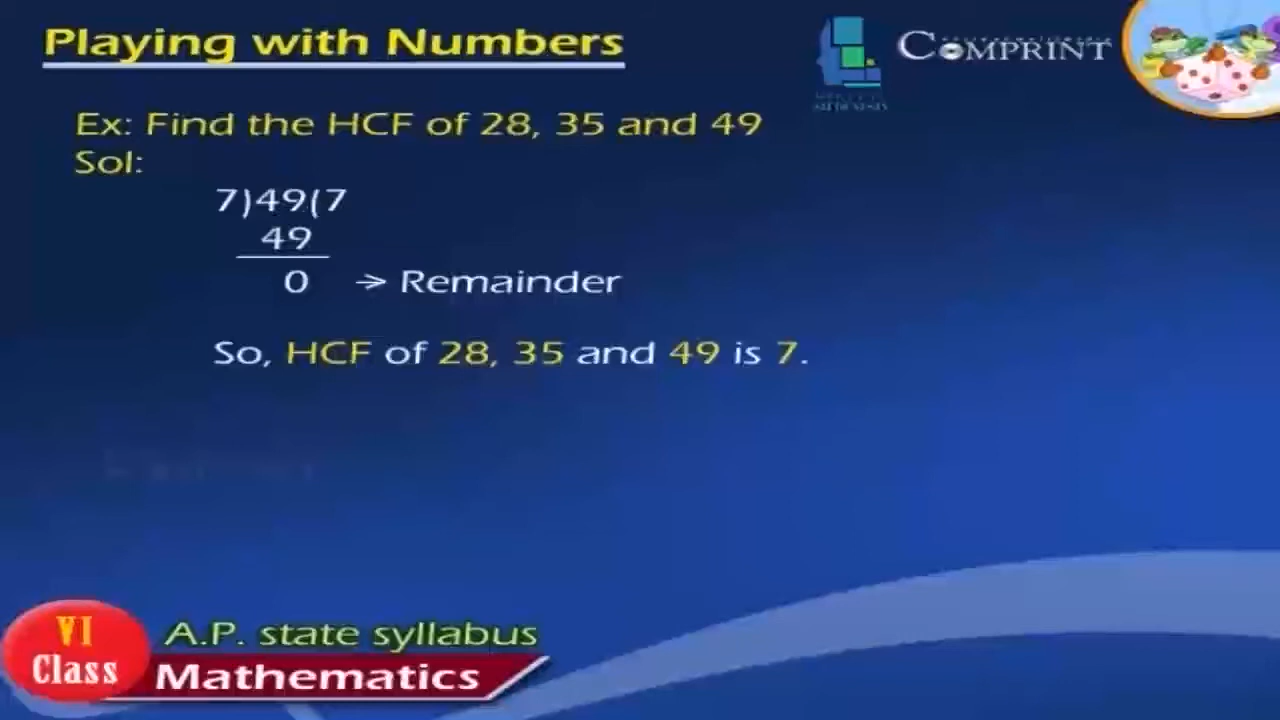 Playing with Numbers
COMPRINT
Ex: Find the HCF of 28, 35 and 49
Sol:
7)49(7
49
0 → Remainder
So, HCF of 28, 35 and 49 is 7.
VI
Class
A.P. state syllabus
Mathematics